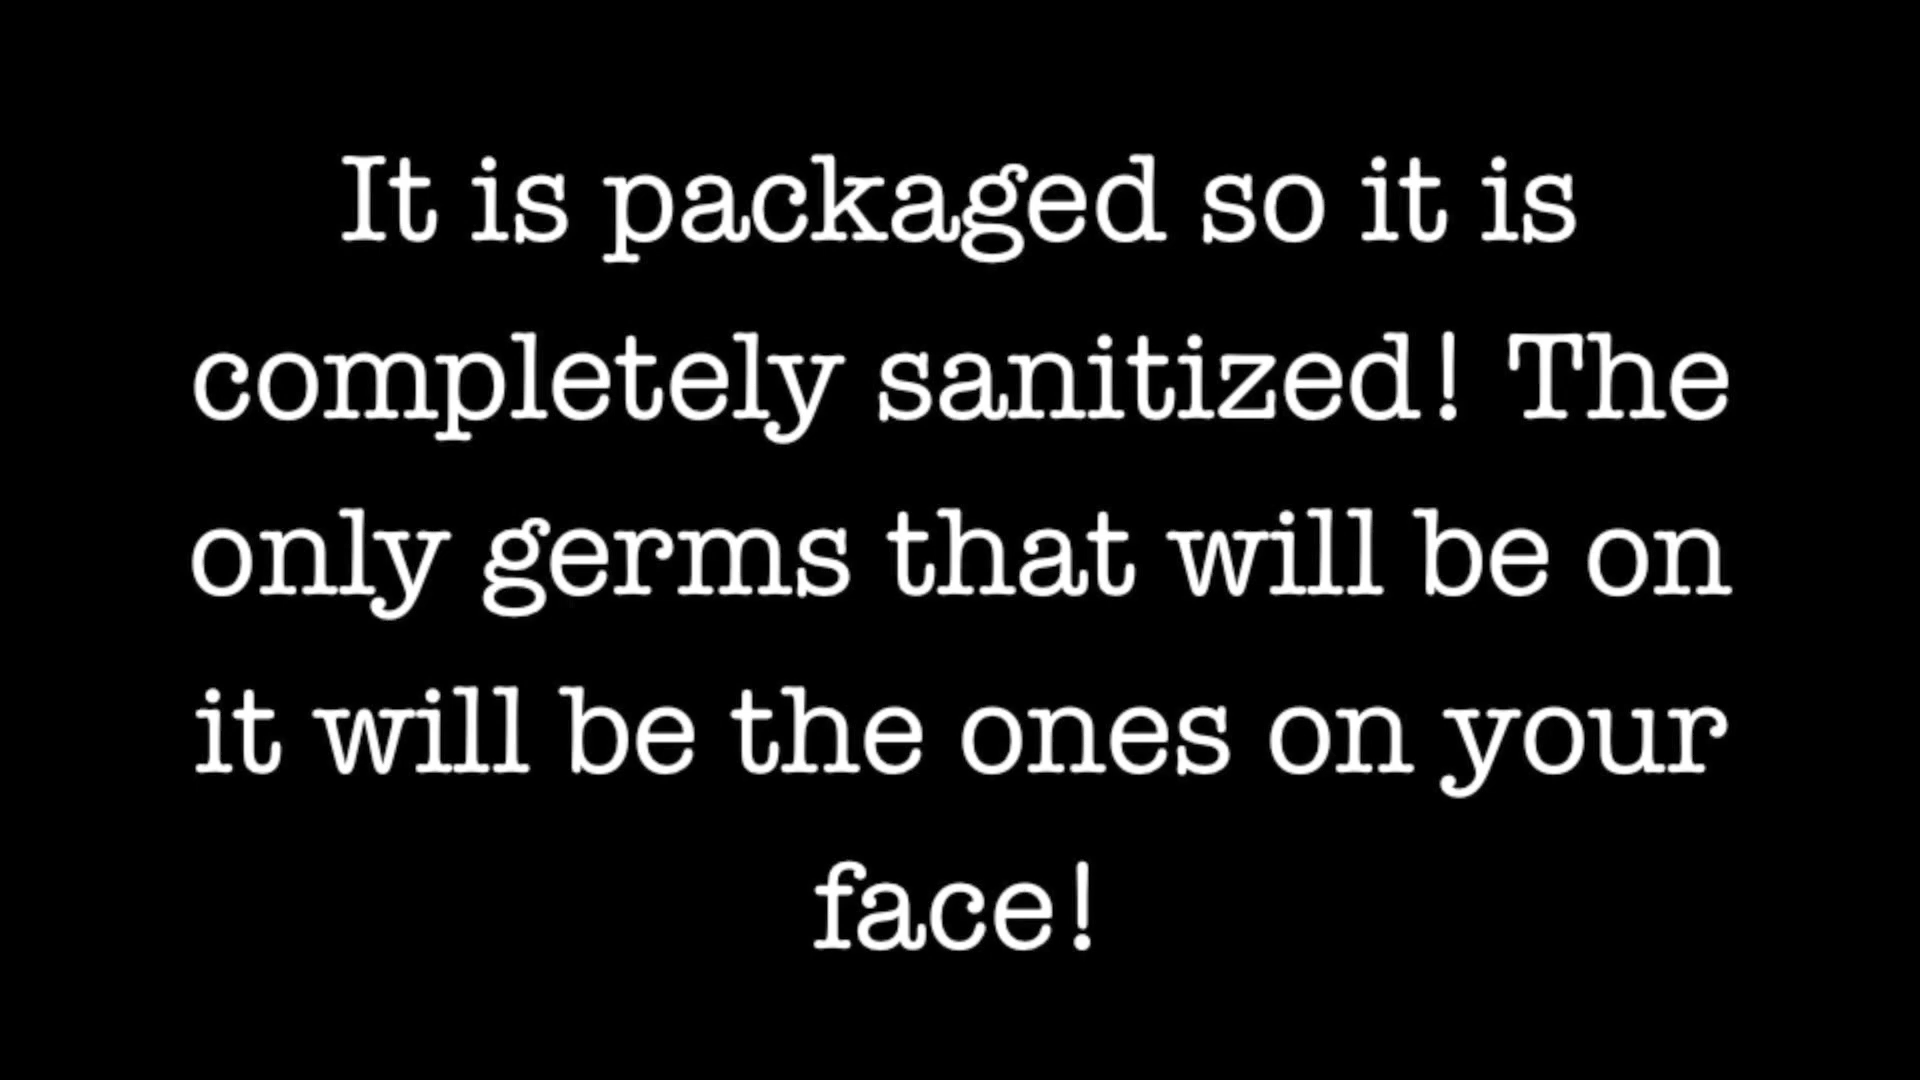 It is packaged so it is
completely sanitized! The
only germs that will be on
it will be the ones on your
face!